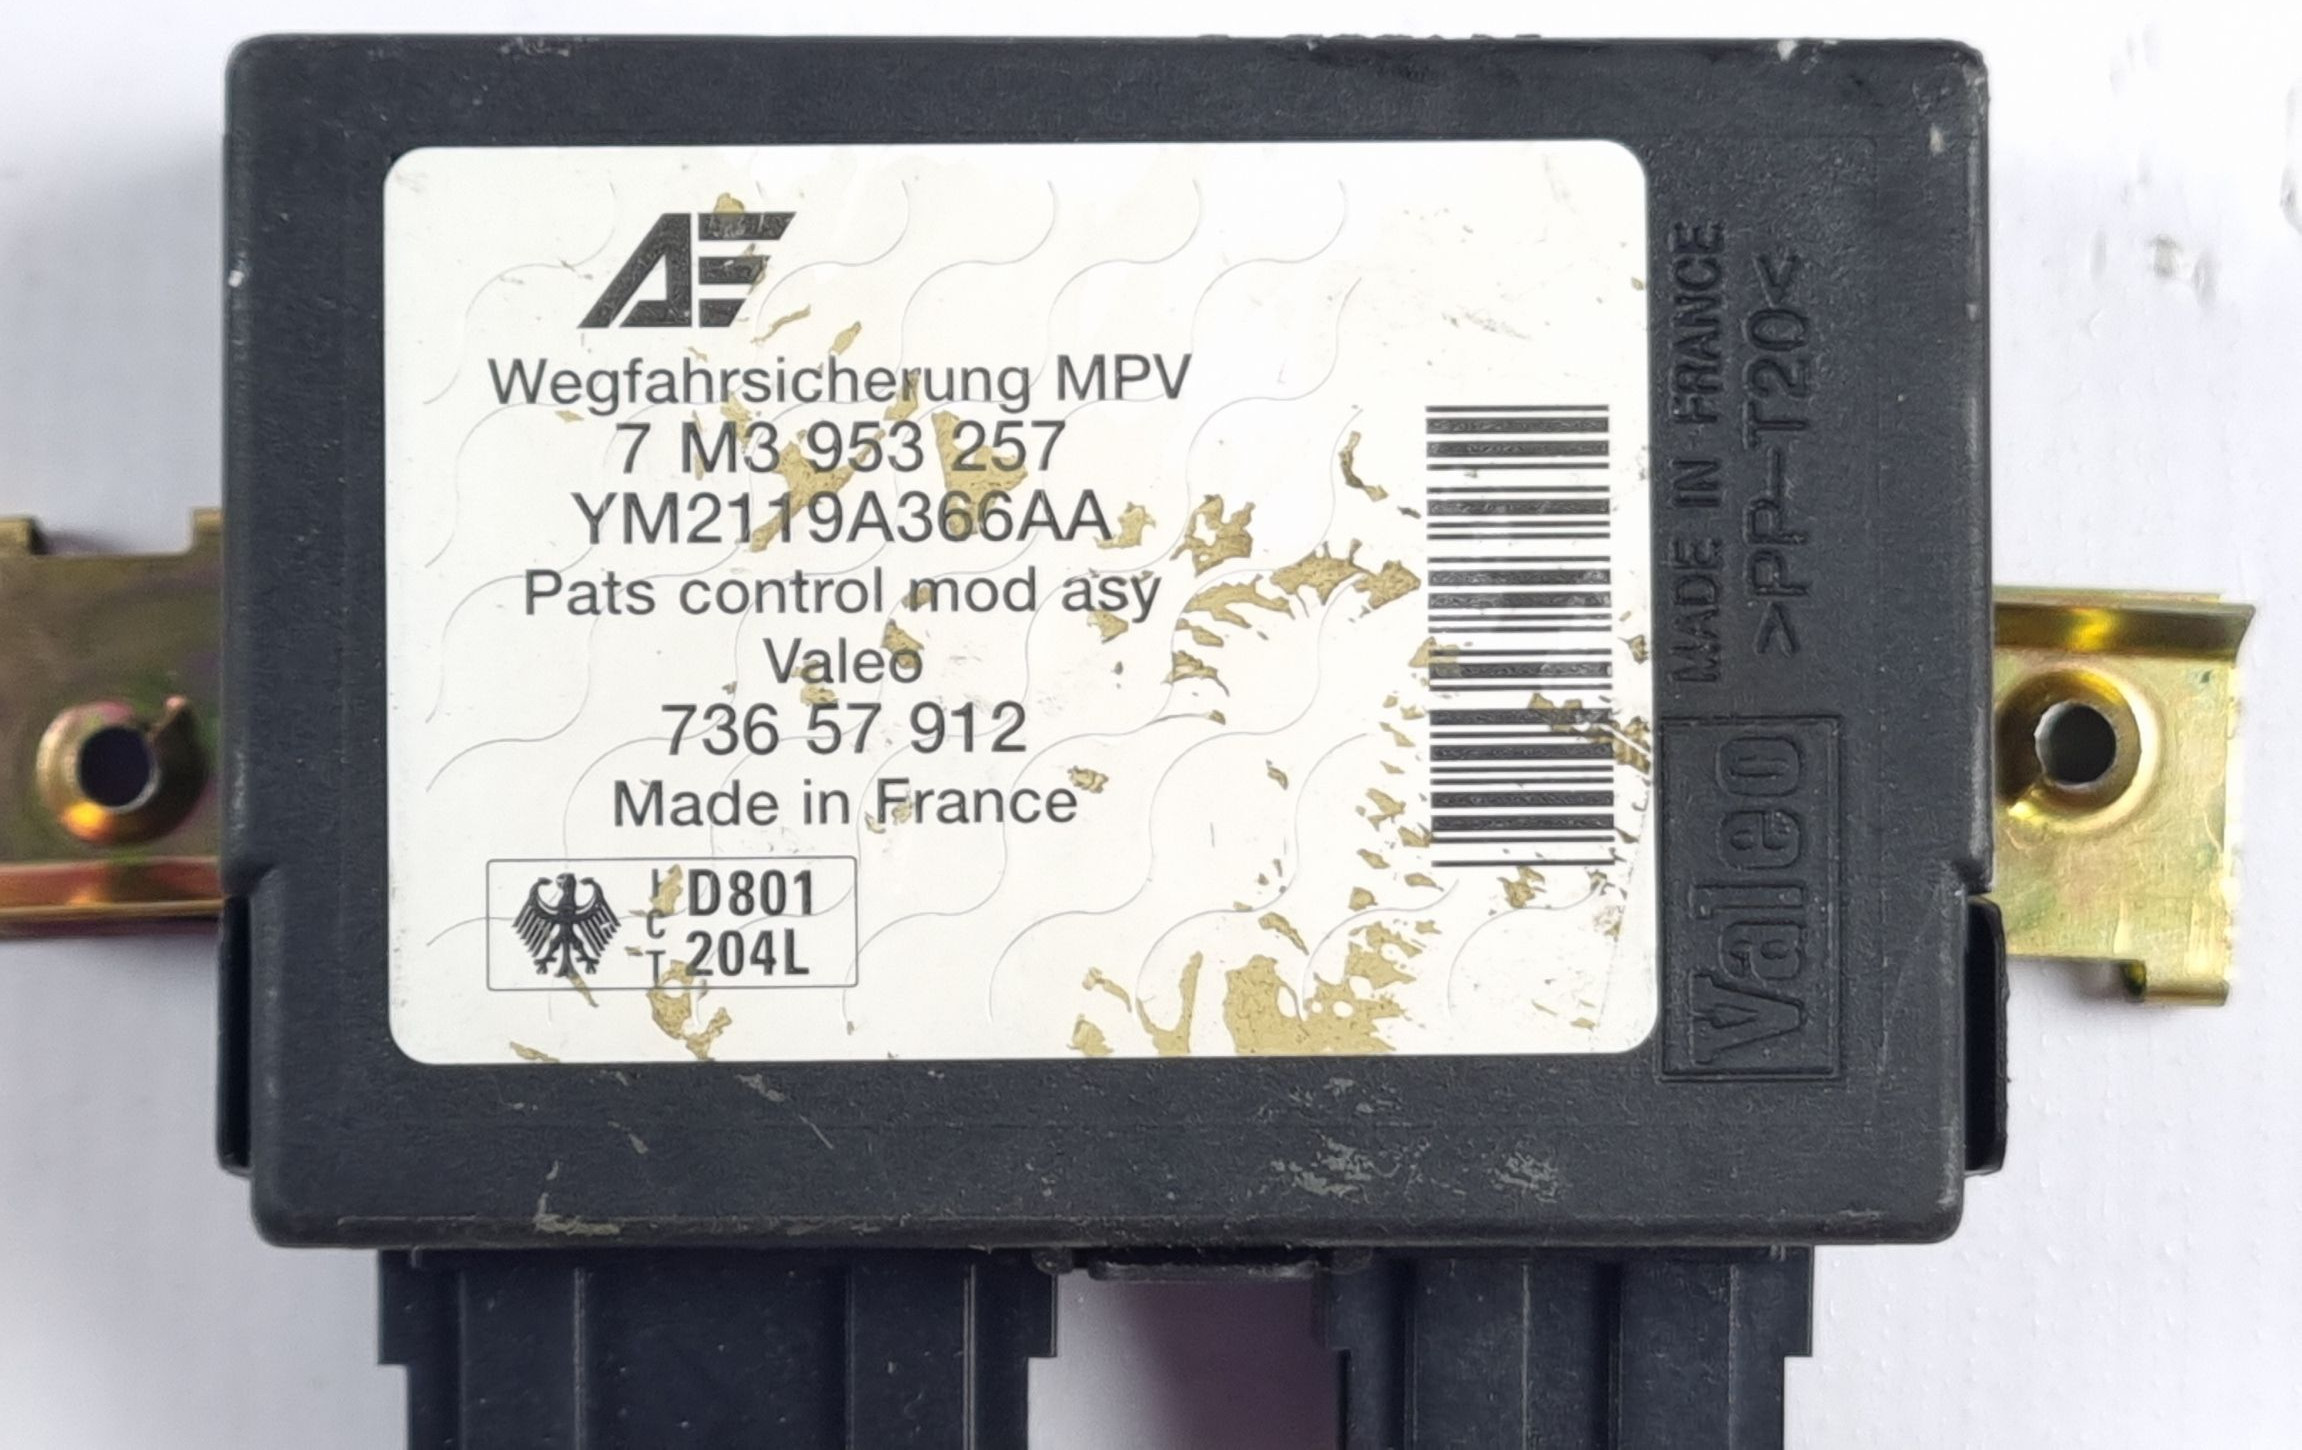 AE
Wegfahrsicherung MPV
7 M3 953 257
YM2119A366AA
Pats control mod asy
Valeo
736 57 912
Made in France
I
C
T
D801
204L
MADE IN FRANCE
>PP-T20<
Valeo